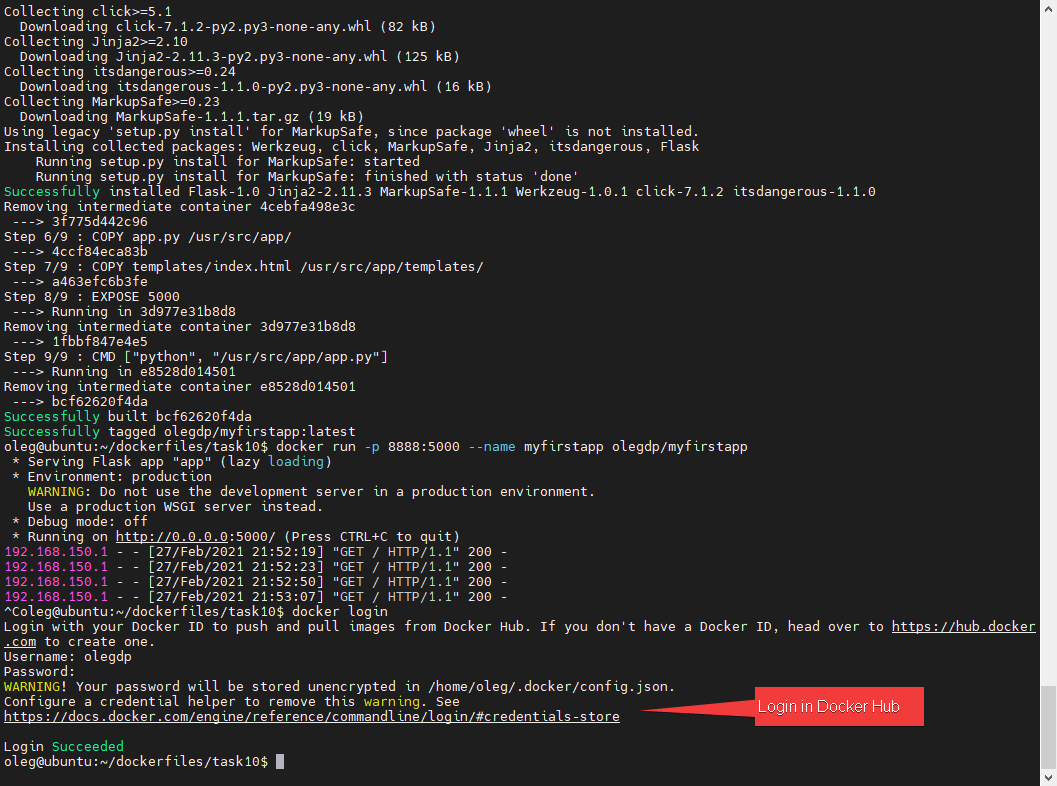 Collecting click>=5.1
  Downloading click-7.1.2-py2.py3-none-any.whl (82 kB)
Collecting Jinja2>=2.10
  Downloading Jinja2-2.11.3-py2.py3-none-any.whl (125 kB)
Collecting itsdangerous>=0.24
  Downloading itsdangerous-1.1.0-py2.py3-none-any.whl (16 kB)
Collecting MarkupSafe>=0.23
  Downloading MarkupSafe-1.1.1.tar.gz (19 kB)
Using legacy 'setup.py install' for MarkupSafe, since package 'wheel' is not installed.
Installing collected packages: Werkzeug, click, MarkupSafe, Jinja2, itsdangerous, Flask
    Running setup.py install for MarkupSafe: started
    Running setup.py install for MarkupSafe: finished with status 'done'
Successfully installed Flask-1.0 Jinja2-2.11.3 MarkupSafe-1.1.1 Werkzeug-1.0.1 click-7.1.2 itsdangerous-1.1.0
Removing intermediate container 4cebfa498e3c
 ---> 3f775d442c96
Step 6/9 : COPY app.py /usr/src/app/
 ---> 4ccf84eca83b
Step 7/9 : COPY templates/index.html /usr/src/app/templates/
 ---> a463efc6b3fe
Step 8/9 : EXPOSE 5000
 ---> Running in 3d977e31b8d8
Removing intermediate container 3d977e31b8d8
 ---> 1fbbf847e4e5
Step 9/9 : CMD ["python", "/usr/src/app/app.py"]
 ---> Running in e8528d014501
Removing intermediate container e8528d014501
 ---> bcf62620f4da
Successfully built bcf62620f4da
Successfully tagged olegdp/myfirstapp:latest
oleg@ubuntu:~/dockerfiles/task10$ docker run -p 8888:5000 --name myfirstapp olegdp/myfirstapp
 * Serving Flask app "app" (lazy loading)
 * Environment: production
   WARNING: Do not use the development server in a production environment.
   Use a production WSGI server instead.
 * Debug mode: off
 * Running on http://0.0.0.0:5000/ (Press CTRL+C to quit)
192.168.150.1 - - [27/Feb/2021 21:52:19] "GET / HTTP/1.1" 200 -
192.168.150.1 - - [27/Feb/2021 21:52:23] "GET / HTTP/1.1" 200 -
192.168.150.1 - - [27/Feb/2021 21:52:50] "GET / HTTP/1.1" 200 -
192.168.150.1 - - [27/Feb/2021 21:53:07] "GET / HTTP/1.1" 200 -
^Coleg@ubuntu:~/dockerfiles/task10$ docker login
Login with your Docker ID to push and pull images from Docker Hub. If you don't have a Docker ID, head over to https://hub.docker
.com to create one.
Username: olegdp
Password:
WARNING! Your password will be stored unencrypted in /home/oleg/.docker/config.json.
Configure a credential helper to remove this warning. See
https://docs.docker.com/engine/reference/commandline/login/#credentials-store
Login in Docker Hub
Login Succeeded
oleg@ubuntu:~/dockerfiles/task10$